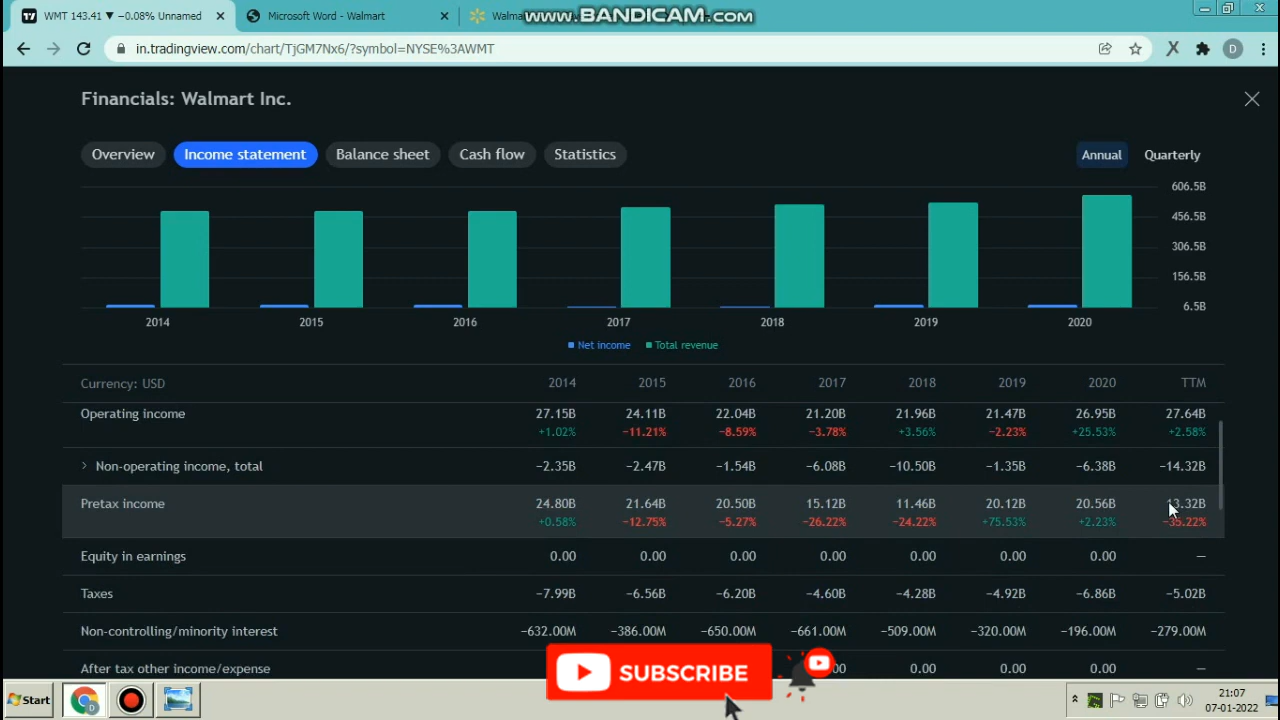 WMT 143.41 ▼ −0.08% Unnamed
Microsoft Word - Walmart
www.BANDICAM.com
in.tradingview.com/chart/TjGM7Nx6/?symbol=NYSE%3AWMT
D
Financials: Walmart Inc.
Overview Income statement Balance sheet Cash flow Statistics Annual Quarterly
606.5B
456.5B
306.5B
156.5B
6.5B
2014 2015 2016 2017 2018 2019 2020
Net income Total revenue
Currency: USD 2014 2015 2016 2017 2018 2019 2020 TTM
Operating income 27.15B 24.11B 22.04B 21.20B 21.96B 21.47B 26.95B 27.64B
+1.02% −11.21% −8.59% −3.78% +3.56% −2.23% +25.53% +2.58%
Non-operating income, total −2.35B −2.47B −1.54B −6.08B −10.50B −1.35B −6.38B −14.32B
Pretax income 24.80B 21.64B 20.50B 15.12B 11.46B 20.12B 20.56B 13.32B
+0.58% −12.75% −5.27% −26.22% −24.22% +75.53% +2.23% −35.22%
Equity in earnings 0.00 0.00 0.00 0.00 0.00 0.00 0.00 —
Taxes −7.99B −6.56B −6.20B −4.60B −4.28B −4.92B −6.86B −5.02B
Non-controlling/minority interest −632.00M −386.00M −650.00M −661.00M −509.00M −320.00M −196.00M −279.00M
After tax other income/expense 0.00 0.00 0.00 —
SUBSCRIBE
Start
D
21:07
07-01-2022